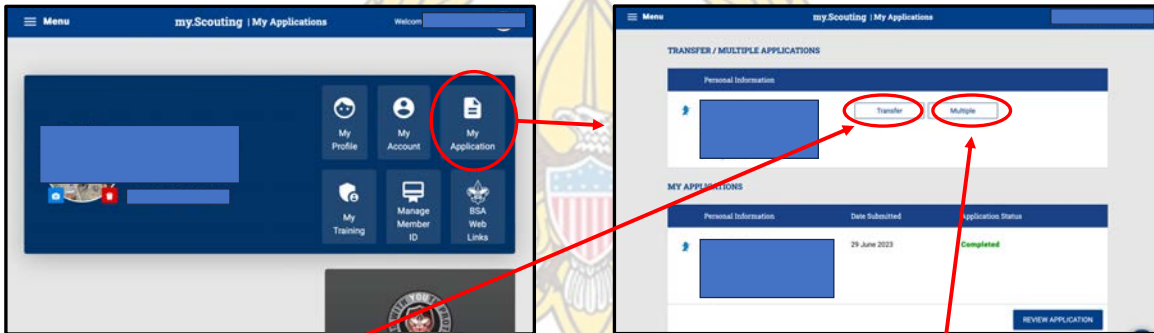 Menu
my.Scouting | My Applications
Welcom
My
Profile
My
Account
My
Application
My
Training
Manage
Member
ID
BSA
Web
Links
WITH YOU I
Menu
my.Scouting | My Applications
TRANSFER / MULTIPLE APPLICATIONS
Personal Information
Transfer
Multiple
MY APPLICATIONS
Personal Information
Date Submitted
Application Status
29 June 2023
Completed
REVIEW APPLICATION